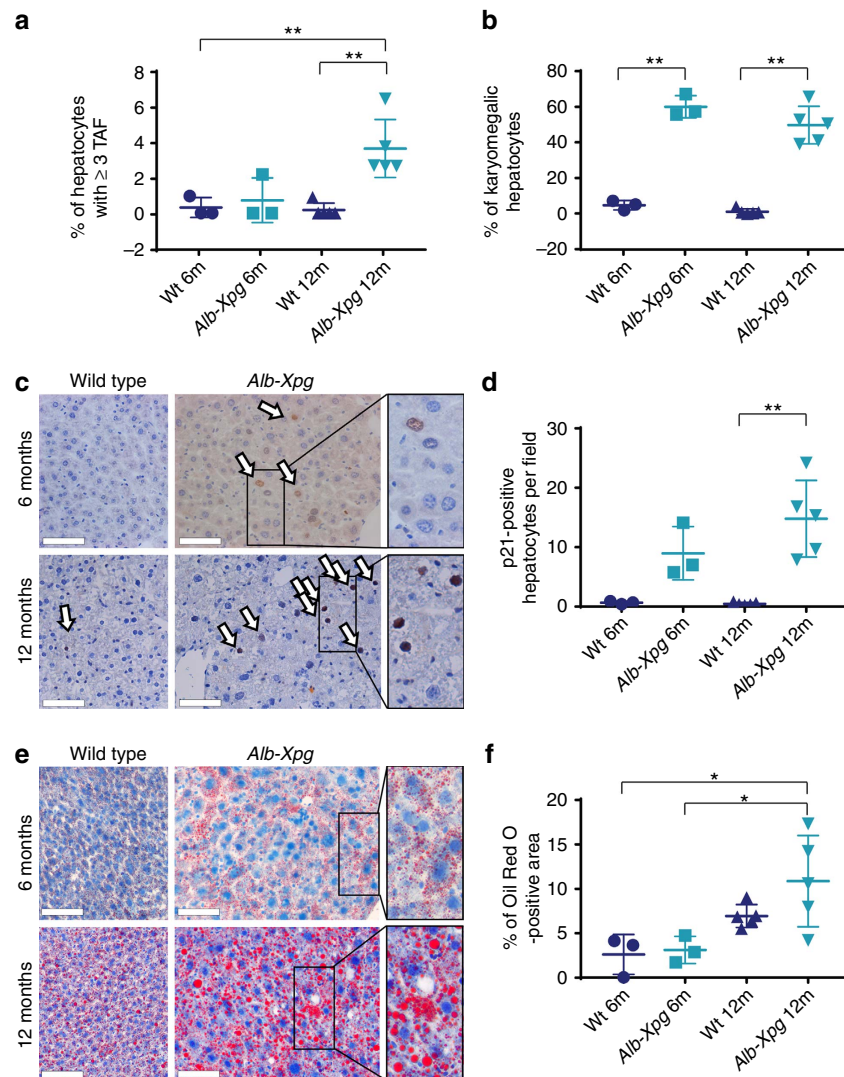 a
**
**
% of hepatocytes
with ≥ 3 TAF
8
6
4
2
0
–2
Wt 6m
Alb-Xpg 6m
Wt 12m
Alb-Xpg 12m
b
**
**
% of karyomegalic
hepatocytes
80
60
40
20
0
–20
Wt 6m
Alb-Xpg 6m
Wt 12m
Alb-Xpg 12m
c
Wild type
Alb-Xpg
6 months
12 months
d
**
p21-positive
hepatocytes per field
30
20
10
0
Wt 6m
Alb-Xpg 6m
Wt 12m
Alb-Xpg 12m
e
Wild type
Alb-Xpg
6 months
12 months
f
*
*
% of Oil Red O
-positive area
20
15
10
5
0
Wt 6m
Alb-Xpg 6m
Wt 12m
Alb-Xpg 12m